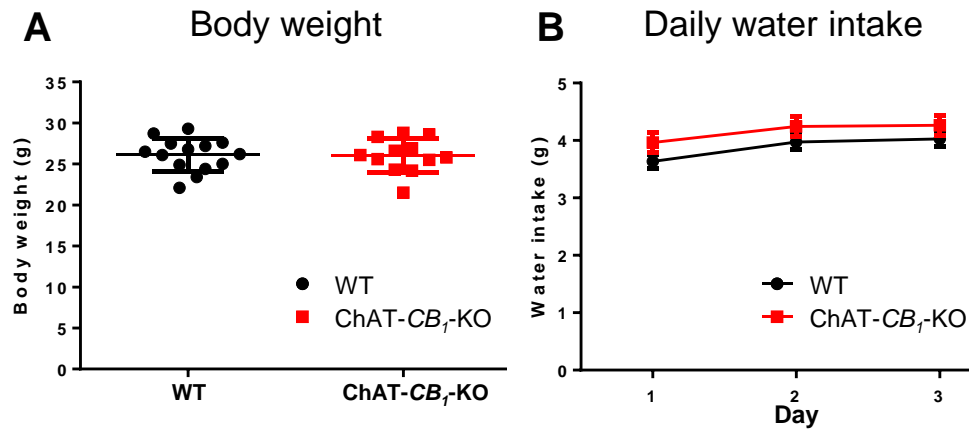 A Body weight
Body weight (g)
35
30
25
20
15
10
5
0
WT
ChAT-CB₁-KO
WT ChAT-CB₁-KO
B Daily water intake
Water intake (g)
5
4
3
2
1
0
WT
ChAT-CB₁-KO
1 2 3
Day